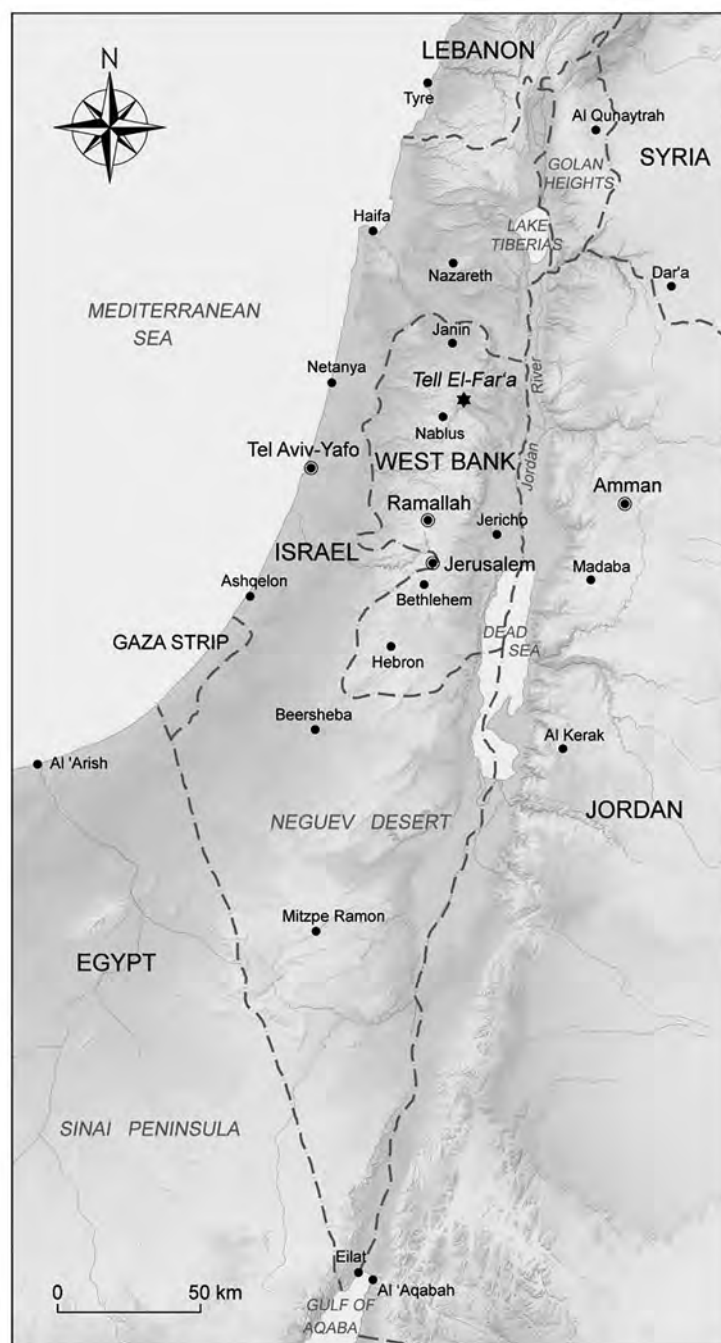 N
LEBANON
Tyre
Al Qunaytrah
GOLAN
HEIGHTS
SYRIA
Haifa
LAKE
TIBERIAS
Nazareth
Dar'a
MEDITERRANEAN
SEA
Janin
Netanya
Tell El-Far‘a
River
Jordan
Nablus
Tel Aviv-Yafo
WEST BANK
Ramallah
Amman
Jericho
ISRAEL
Jerusalem
Madaba
Ashqelon
Bethlehem
GAZA STRIP
DEAD
SEA
Hebron
Beersheba
Al 'Arish
Al Kerak
NEGUEV DESERT
JORDAN
Mitzpe Ramon
EGYPT
SINAI PENINSULA
Eilat
0 50 km
Al ‘Aqabah
GULF OF
AQABA